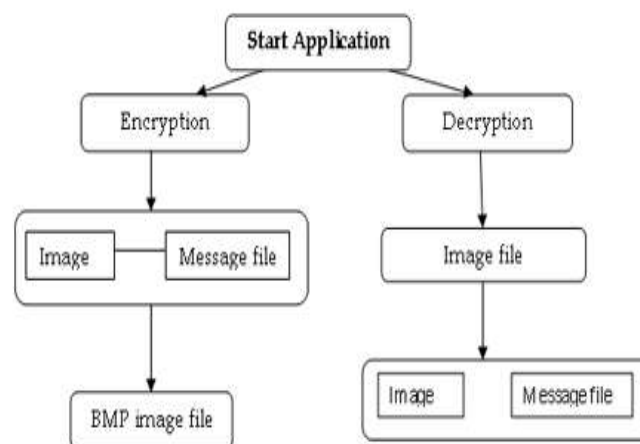 Start Application
Encryption
Decryption
Image
Message file
Image file
BMP image file
Image
Message file